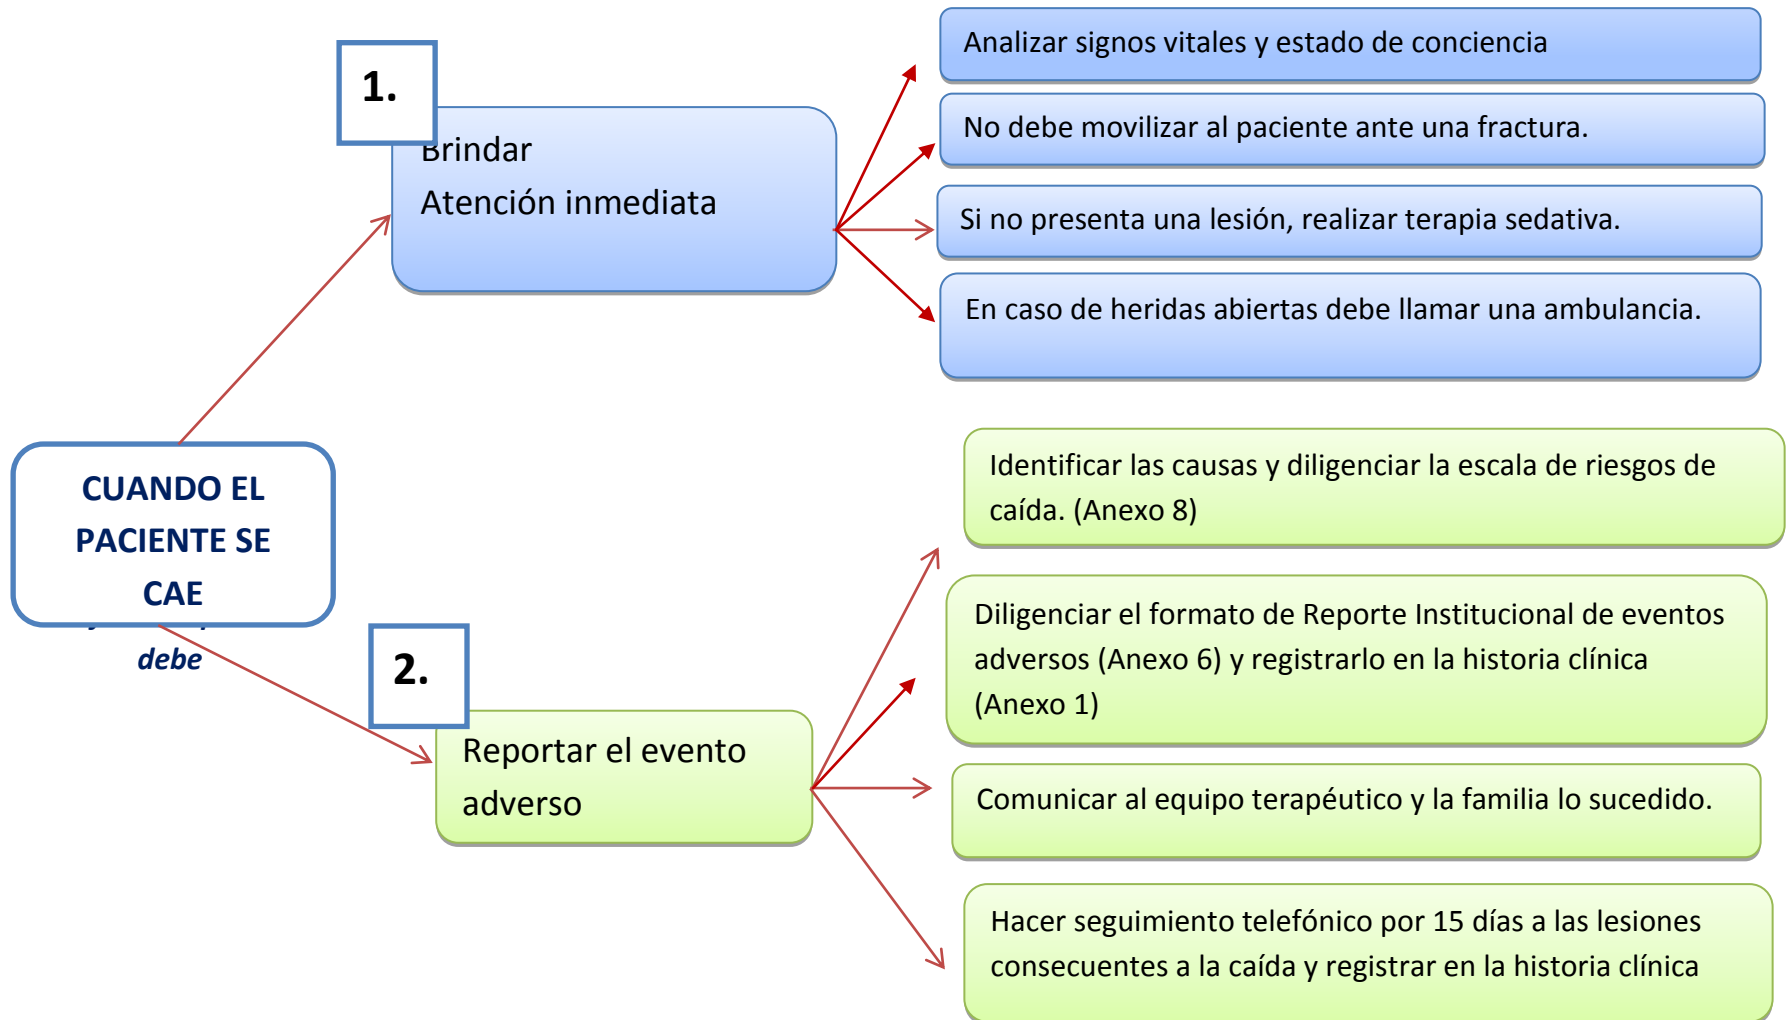 1.
Brindar
Atención inmediata
Analizar signos vitales y estado de conciencia
No debe movilizar al paciente ante una fractura.
Si no presenta una lesión, realizar terapia sedativa.
En caso de heridas abiertas debe llamar una ambulancia.
CUANDO EL
PACIENTE SE
CAE
debe
2.
Reportar el evento
adverso
Identificar las causas y diligenciar la escala de riesgos de
caída. (Anexo 8)
Diligenciar el formato de Reporte Institucional de eventos
adversos (Anexo 6) y registrarlo en la historia clínica
(Anexo 1)
Comunicar al equipo terapéutico y la familia lo sucedido.
Hacer seguimiento telefónico por 15 días a las lesiones
consecuentes a la caída y registrar en la historia clínica